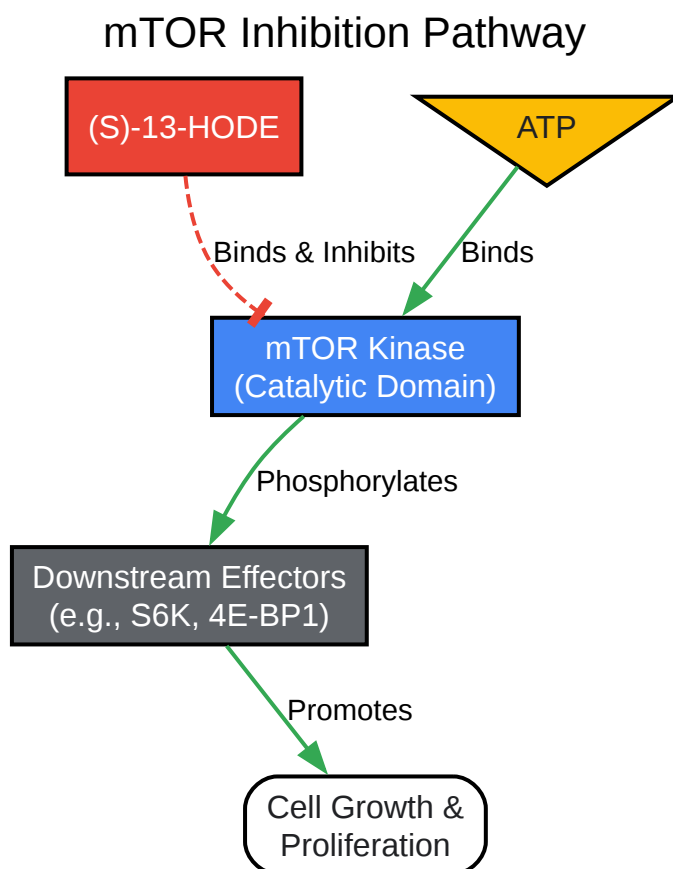 mTOR Inhibition Pathway
(S)-13-HODE
ATP
Binds & Inhibits
Binds
mTOR Kinase
(Catalytic Domain)
Phosphorylates
Downstream Effectors
(e.g., S6K, 4E-BP1)
Promotes
Cell Growth &
Proliferation